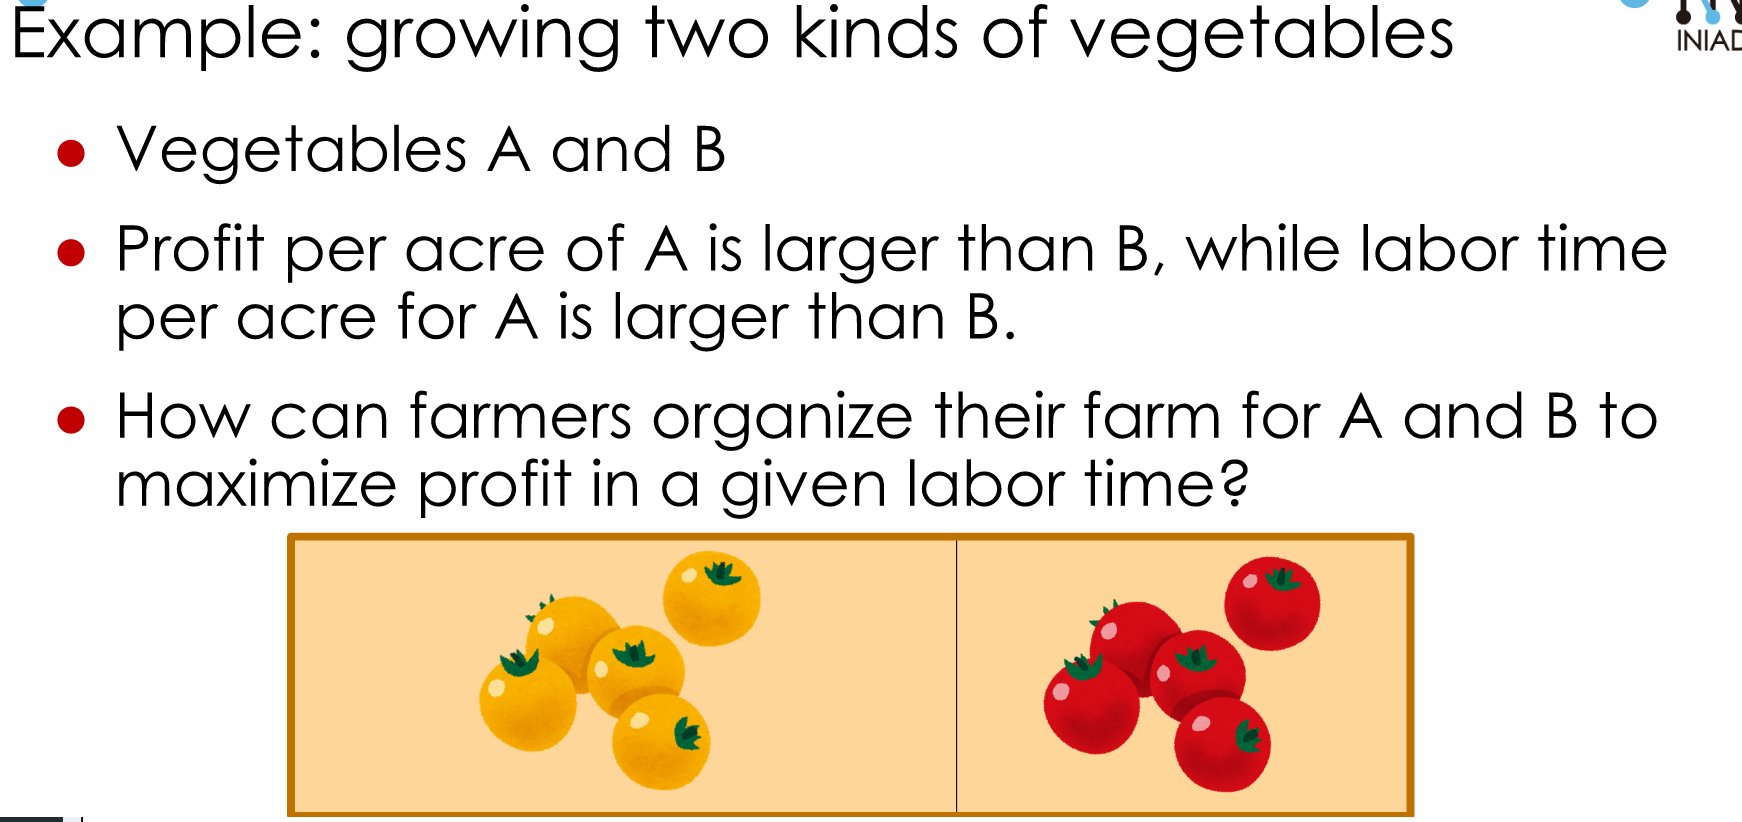 Example: growing two kinds of vegetables
INIAD
● Vegetables A and B
● Profit per acre of A is larger than B, while labor time
per acre for A is larger than B.
● How can farmers organize their farm for A and B to
maximize profit in a given labor time?